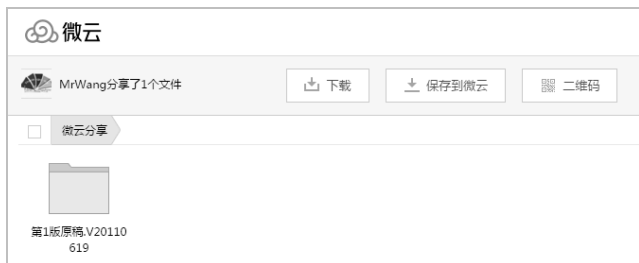 微云
MrWang分享了1个文件
下载
保存到微云
二维码
微云分享
第1版原稿.V20110
619